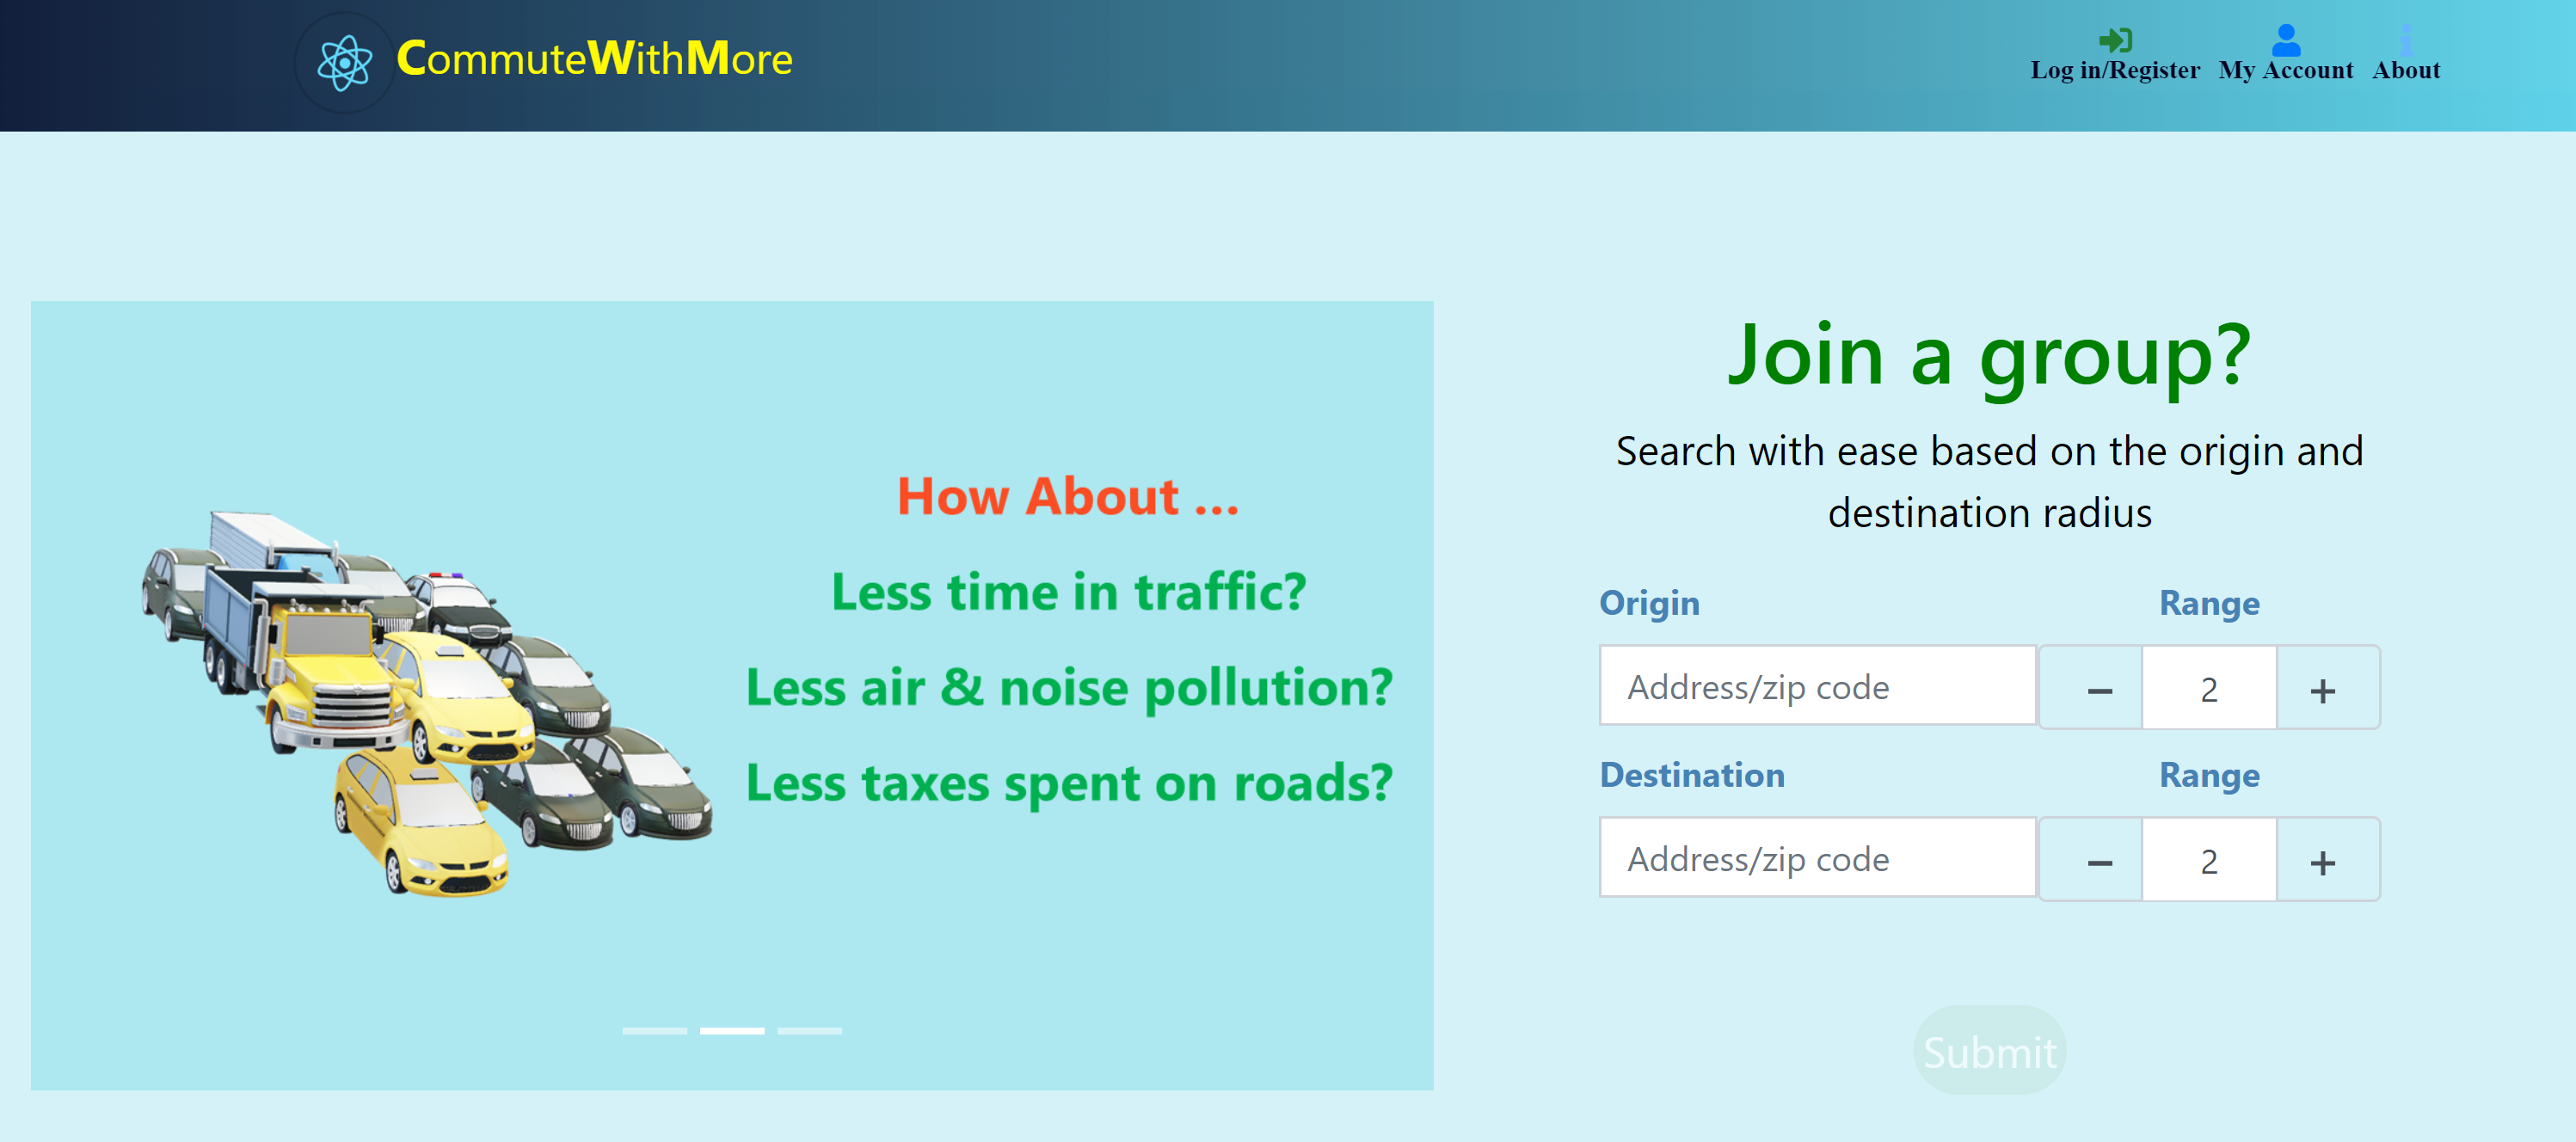 CommuteWithMore
Log in/Register My Account About
How About ...
Less time in traffic?
Less air & noise pollution?
Less taxes spent on roads?
Join a group?
Search with ease based on the origin and
destination radius
Origin Range
Address/zip code − 2 +
Destination Range
Address/zip code − 2 +
Submit